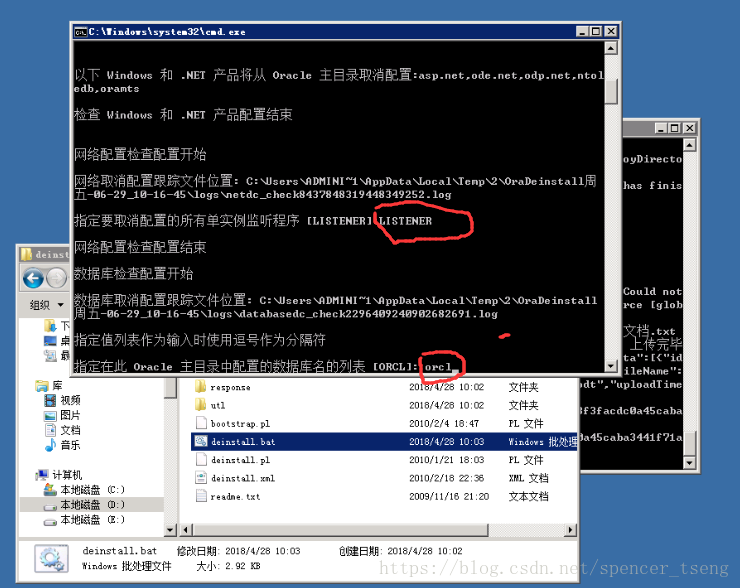 C:\Windows\system32\cmd.exe
以下 Windows 和 .NET 产品将从 Oracle 主目录取消配置:asp.net,ode.net,odp.net,ntol
edb,oramts
检查 Windows 和 .NET 产品配置结束
网络配置检查配置开始
网络取消配置跟踪文件位置: C:\Users\ADMINI~1\AppData\Local\Temp\2\OraDeinstall周
五-06-29_10-16-45\logs\netdc_check8437848319448349252.log
指定要取消配置的所有单实例监听程序 [LISTENER]:LISTENER
网络配置检查配置结束
数据库检查配置开始
数据库取消配置跟踪文件位置: C:\Users\ADMINI~1\AppData\Local\Temp\2\OraDeinstall
周五-06-29_10-16-45\logs\databasedc_check2296409240902682691.log
指定值列表作为输入时使用逗号作为分隔符
指定在此 Oracle 主目录中配置的数据库名的列表 [ORCL]: orcl
oyDirecto
has finis
Could not
rce [glob
文档.txt
上传完毕
ta":[{"id
ileName":
dt","uploadTime
8f3facdc0a45caba
0a45caba3441f71a
deinst
组织
下
桌
最
库
视频
图片
文档
音乐
计算机
本地磁盘 (C:)
本地磁盘 (D:)
本地磁盘 (E:)
response 2018/4/28 10:02 文件夹
utl 2018/4/28 10:02 文件夹
bootstrap.pl 2010/2/4 18:47 PL 文件
deinstall.bat 2018/4/28 10:03 Windows 批处理
deinstall.pl 2010/1/21 18:03 PL 文件
deinstall.xml 2010/2/18 22:36 XML 文档
readme.txt 2009/11/16 21:20 文本文档
deinstall.bat 修改日期: 2018/4/28 10:03 创建日期: 2018/4/28 10:02
Windows 批处理文件 大小: 2.92 KB
https://blog.csdn.net/spencer_tseng